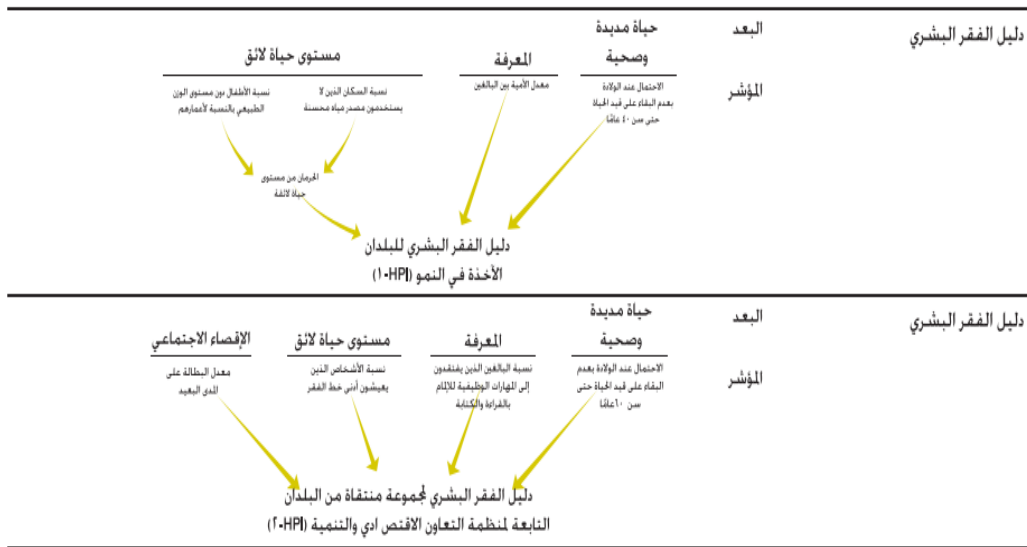 دليل الفقر البشري
البعد
حياة مديدة
وصحية
المعرفة
مستوى حياة لائق
المؤشر
الاحتمال عند الولادة
بعدم البقاء على قيد الحياة
حتى سن ٤٠ عامًا
معدل الأمية بين البالغين
نسبة السكان الذين لا
يستخدمون مصدر مياه محسنة
نسبة الأطفال دون مستوى الوزن
الطبيعي بالنسبة لأعمارهم
الحرمان من مستوى
حياة لائقة
دليل الفقر البشري للبلدان
الأخذة في النمو (HPI-١)
دليل الفقر البشري
البعد
حياة مديدة
وصحية
المعرفة
مستوى حياة لائق
الإقصاء الاجتماعي
المؤشر
الاحتمال عند الولادة بعدم
البقاء على قيد الحياة حتى
سن ٦٠ عامًا
نسبة البالغين الذين يفتقدون
إلى المهارات الوظيفية للإلمام
بالقراءة والكتابة
نسبة الأشخاص الذين
يعيشون أدنى خط الفقر
معدل البطالة على
المدى البعيد
دليل الفقر البشري لمجموعة منتقاة من البلدان
التابعة لمنظمة التعاون الاقتص ادي والتنمية (HPI-٢)